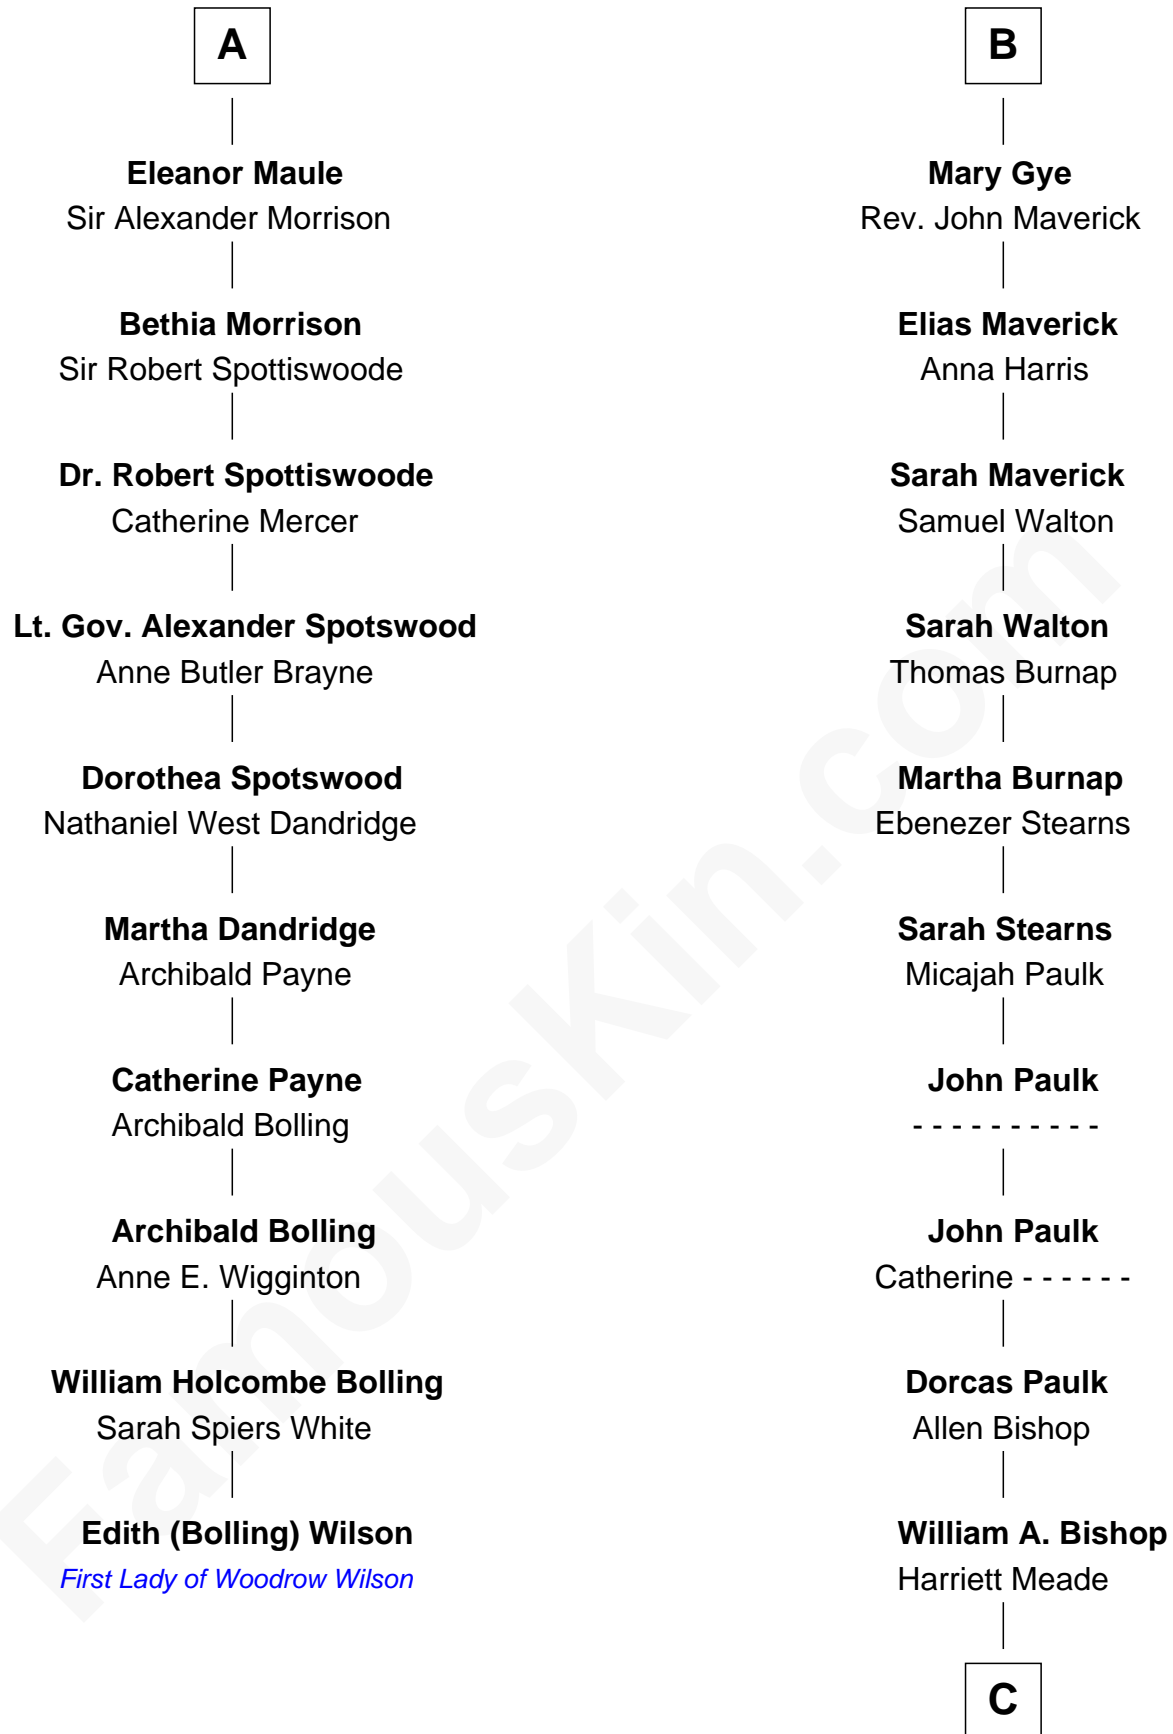 A
Eleanor Maule
Sir Alexander Morrison
Bethia Morrison
Sir Robert Spottiswoode
Dr. Robert Spottiswoode
Catherine Mercer
Lt. Gov. Alexander Spotswood
Anne Butler Brayne
Dorothea Spotswood
Nathaniel West Dandridge
Martha Dandridge
Archibald Payne
Catherine Payne
Archibald Bolling
Archibald Bolling
Anne E. Wigginton
William Holcombe Bolling
Sarah Spiers White
Edith (Bolling) Wilson
First Lady of Woodrow Wilson
B
Mary Gye
Rev. John Maverick
Elias Maverick
Anna Harris
Sarah Maverick
Samuel Walton
Sarah Walton
Thomas Burnap
Martha Burnap
Ebenezer Stearns
Sarah Stearns
Micajah Paulk
John Paulk
- - - - - - - - - -
John Paulk
Catherine - - - - - -
Dorcas Paulk
Allen Bishop
William A. Bishop
Harriett Meade
C
FamousKin.com